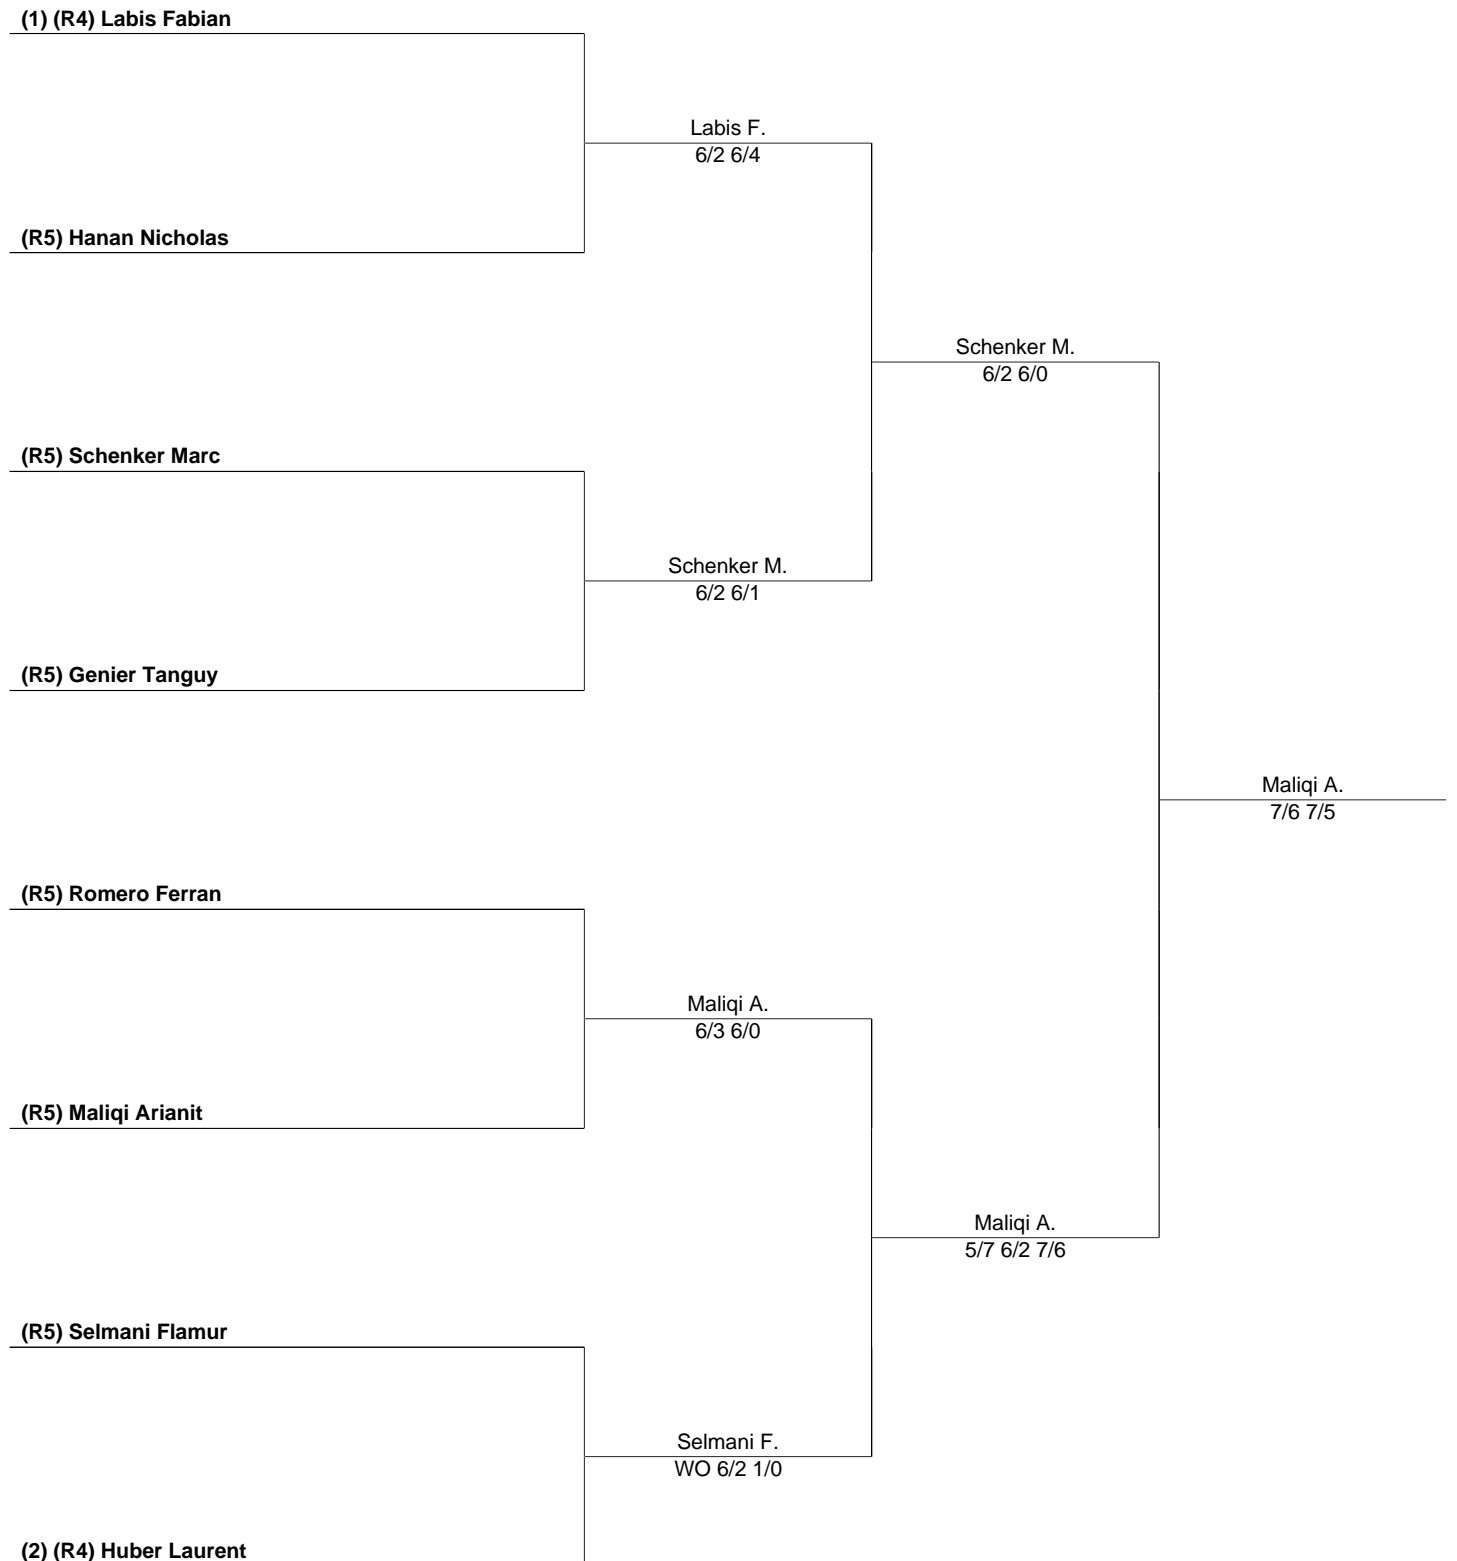 (1) (R4) Labis Fabian
Labis F.
6/2 6/4
(R5) Hanan Nicholas
Schenker M.
6/2 6/0
(R5) Schenker Marc
Schenker M.
6/2 6/1
(R5) Genier Tanguy
Maliqi A.
7/6 7/5
(R5) Romero Ferran
Maliqi A.
6/3 6/0
(R5) Maliqi Arianit
Maliqi A.
5/7 6/2 7/6
(R5) Selmani Flamur
Selmani F.
WO 6/2 1/0
(2) (R4) Huber Laurent